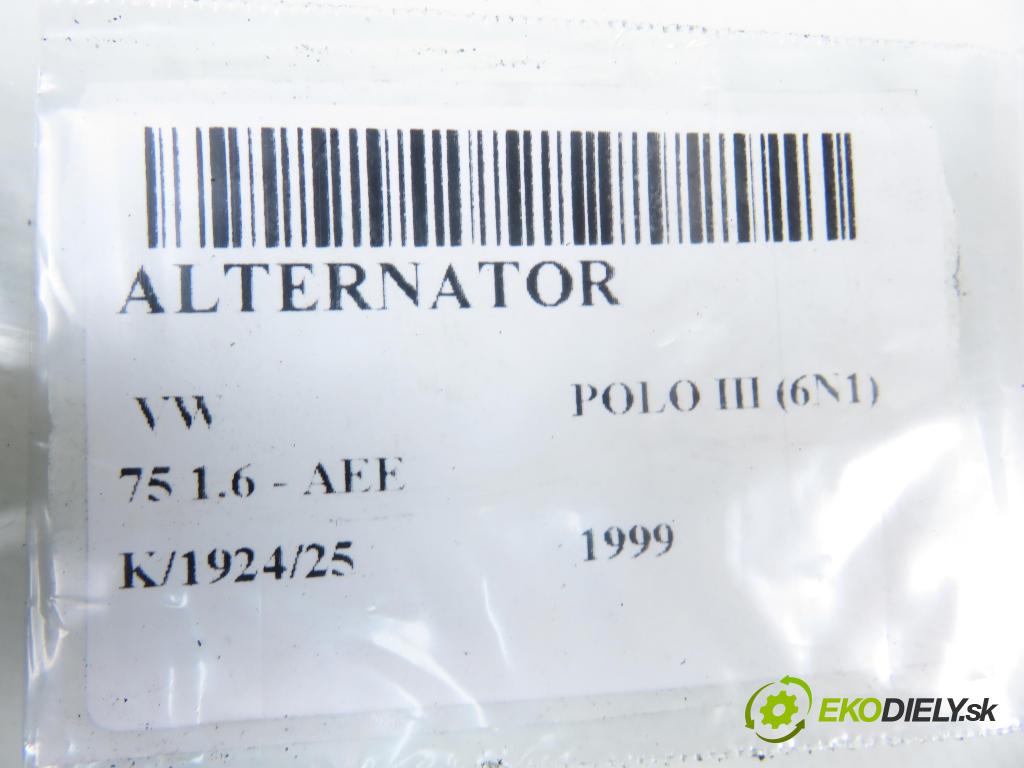 ALTERNATOR
VW POLO III (6N1)
75 1.6 - AEE
K/1924/25 1999
EKODIELY.sk